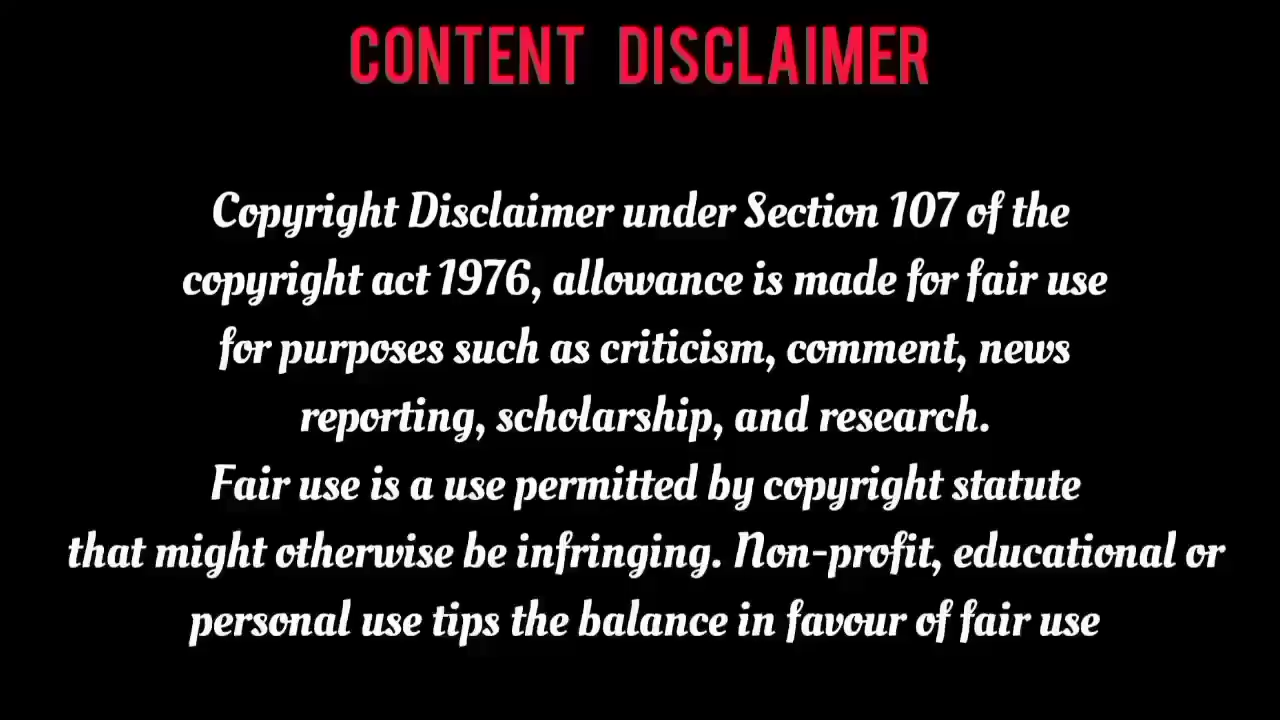 CONTENT DISCLAIMER
Copyright Disclaimer under Section 107 of the
copyright act 1976, allowance is made for fair use
for purposes such as criticism, comment, news
reporting, scholarship, and research.
Fair use is a use permitted by copyright statute
that might otherwise be infringing. Non-profit, educational or
personal use tips the balance in favour of fair use